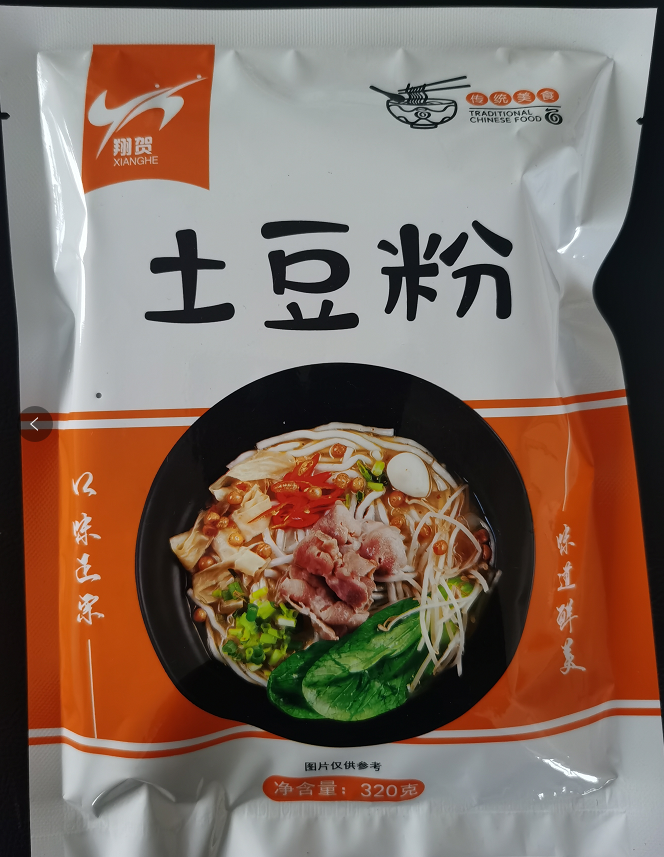 翔贺
XIANGHE
传统美食
TRADITIONAL
CHINESE FOOD
土豆粉
口味正宗
味道鲜美
图片仅供参考
净含量：320克